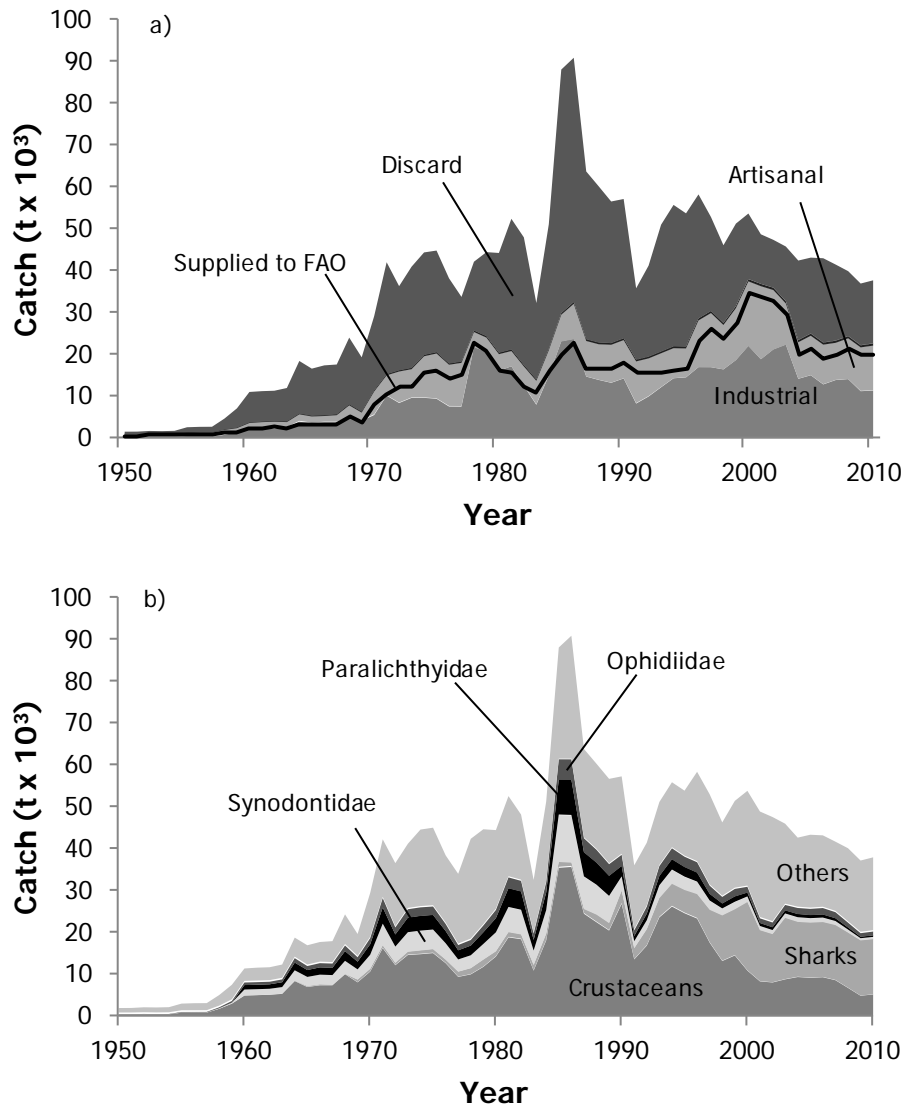 a)
100
90
80
70
60
50
40
30
20
10
0
Catch (t x 10³)
Discard
Artisanal
Supplied to FAO
Industrial
1950 1960 1970 1980 1990 2000 2010
Year
b)
100
90
80
70
60
50
40
30
20
10
0
Catch (t x 10³)
Paralichthyidae
Ophidiidae
Synodontidae
Others
Sharks
Crustaceans
1950 1960 1970 1980 1990 2000 2010
Year